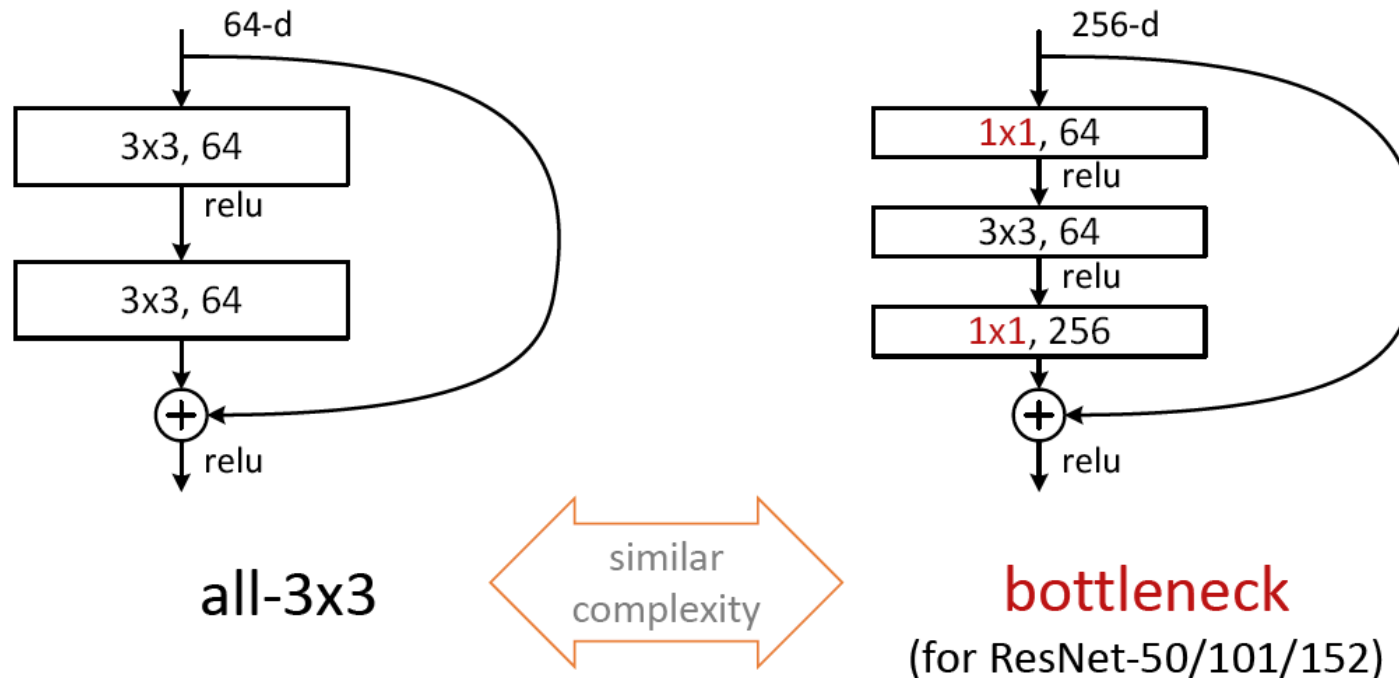 64-d
3x3, 64
relu
3x3, 64
+
relu
all-3x3
similar
complexity
256-d
1x1, 64
relu
3x3, 64
relu
1x1, 256
+
relu
bottleneck
(for ResNet-50/101/152)